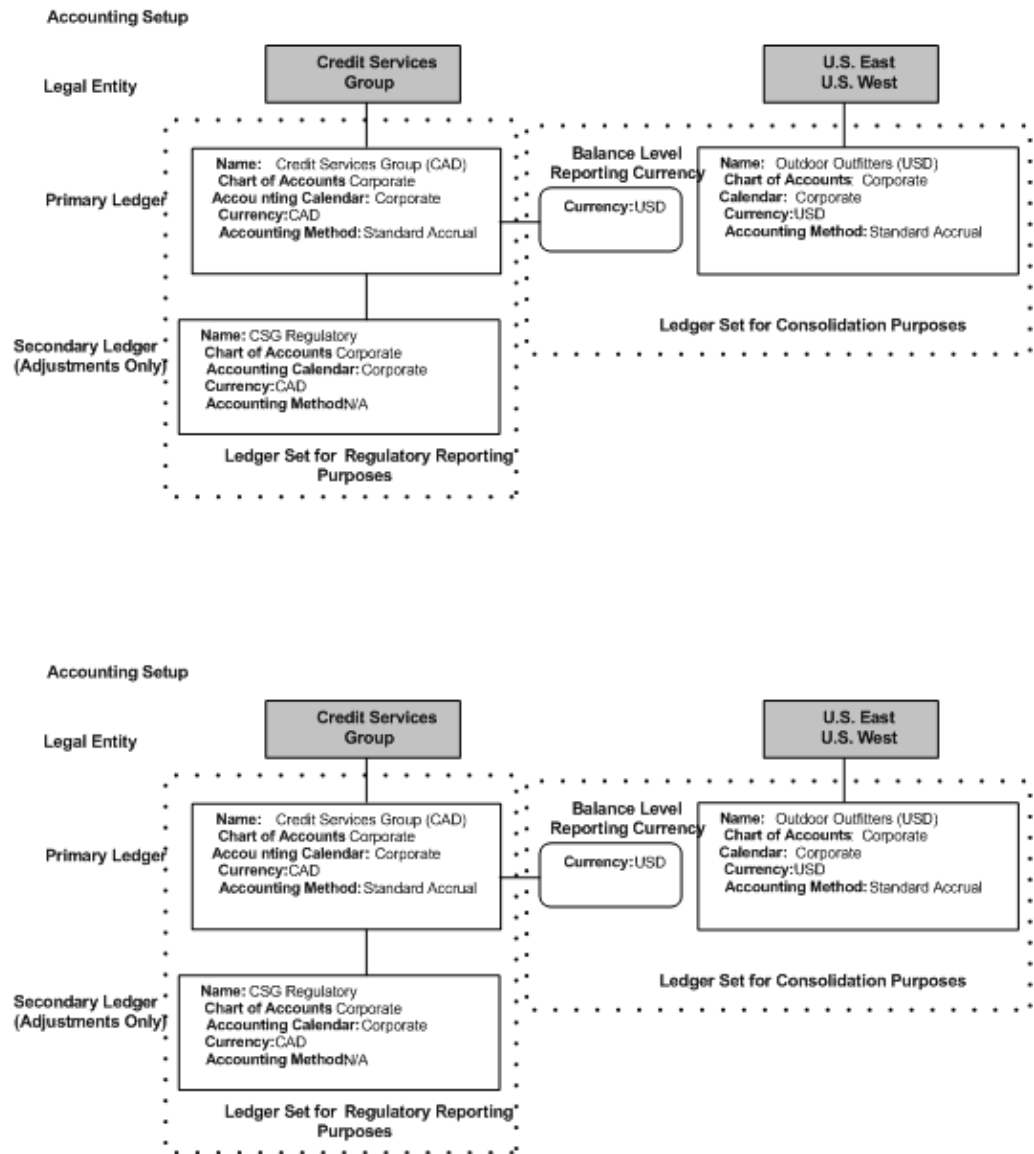 Accounting Setup
Legal Entity
Credit Services
Group
U.S. East
U.S. West
Primary Ledger
Name: Credit Services Group (CAD)
Chart of Accounts Corporate
Accounting Calendar: Corporate
Currency:CAD
Accounting Method: Standard Accrual
Balance Level
Reporting Currency
Currency:USD
Name: Outdoor Outfitters (USD)
Chart of Accounts: Corporate
Calendar: Corporate
Currency:USD
Accounting Method: Standard Accrual
Ledger Set for Consolidation Purposes
Secondary Ledger
(Adjustments Only)
Name: CSG Regulatory
Chart of Accounts Corporate
Accounting Calendar: Corporate
Currency:CAD
Accounting Method:N/A
Ledger Set for Regulatory Reporting
Purposes
Accounting Setup
Legal Entity
Credit Services
Group
U.S. East
U.S. West
Primary Ledger
Name: Credit Services Group (CAD)
Chart of Accounts Corporate
Accounting Calendar: Corporate
Currency:CAD
Accounting Method: Standard Accrual
Balance Level
Reporting Currency
Currency:USD
Name: Outdoor Outfitters (USD)
Chart of Accounts: Corporate
Calendar: Corporate
Currency:USD
Accounting Method: Standard Accrual
Ledger Set for Consolidation Purposes
Secondary Ledger
(Adjustments Only)
Name: CSG Regulatory
Chart of Accounts Corporate
Accounting Calendar: Corporate
Currency:CAD
Accounting Method:N/A
Ledger Set for Regulatory Reporting
Purposes